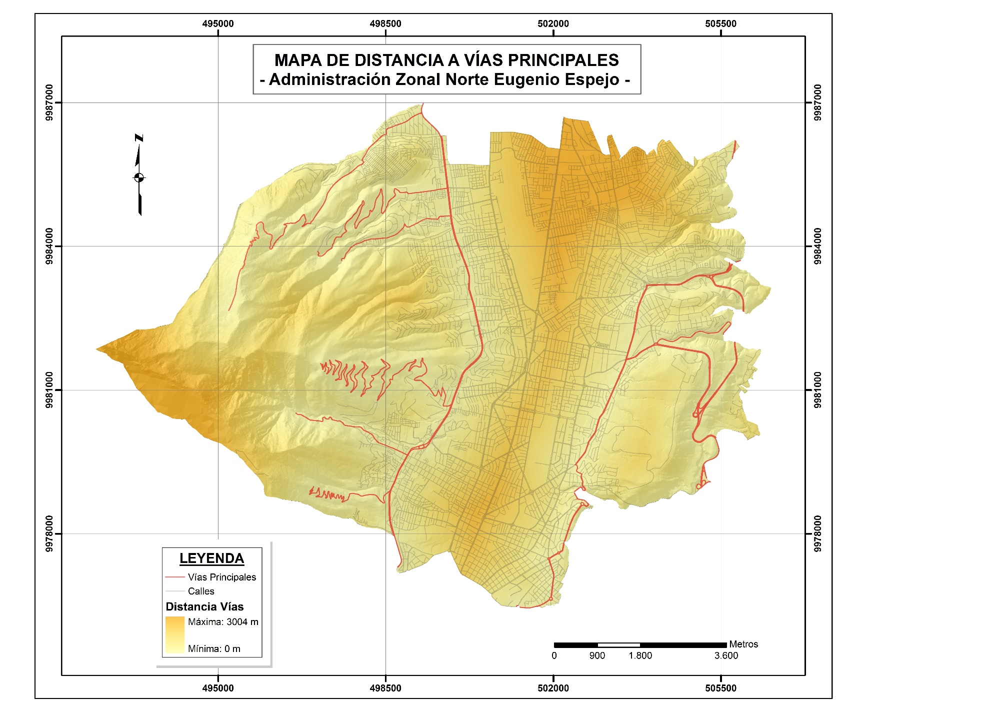 495000
498500
502000
505500
MAPA DE DISTANCIA A VÍAS PRINCIPALES
- Administración Zonal Norte Eugenio Espejo -
9987000
9987000
N
9984000
9984000
9981000
9981000
9978000
9978000
LEYENDA
Vías Principales
Calles
Distancia Vías
Máxima: 3004 m
Mínima: 0 m
Metros
0
900
1.800
3.600
495000
498500
502000
505500